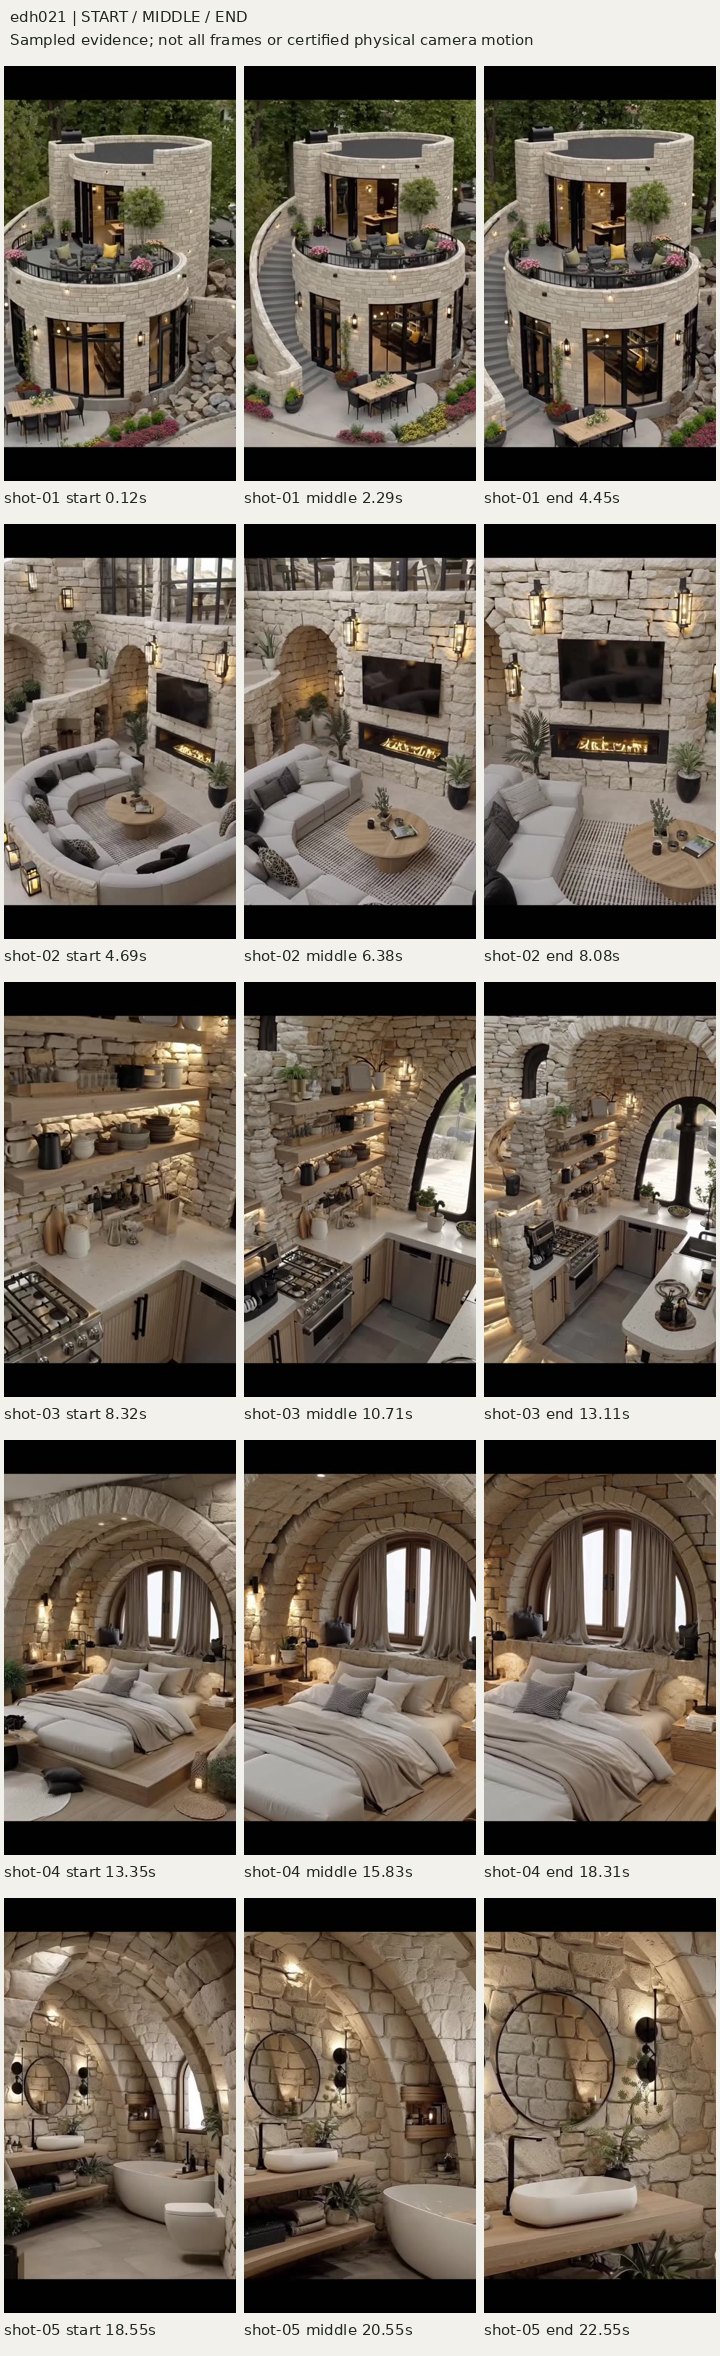 edh021 | START / MIDDLE / END
Sampled evidence; not all frames or certified physical camera motion
shot-01 start 0.12s
shot-01 middle 2.29s
shot-01 end 4.45s
shot-02 start 4.69s
shot-02 middle 6.38s
shot-02 end 8.08s
shot-03 start 8.32s
shot-03 middle 10.71s
shot-03 end 13.11s
shot-04 start 13.35s
shot-04 middle 15.83s
shot-04 end 18.31s
shot-05 start 18.55s
shot-05 middle 20.55s
shot-05 end 22.55s